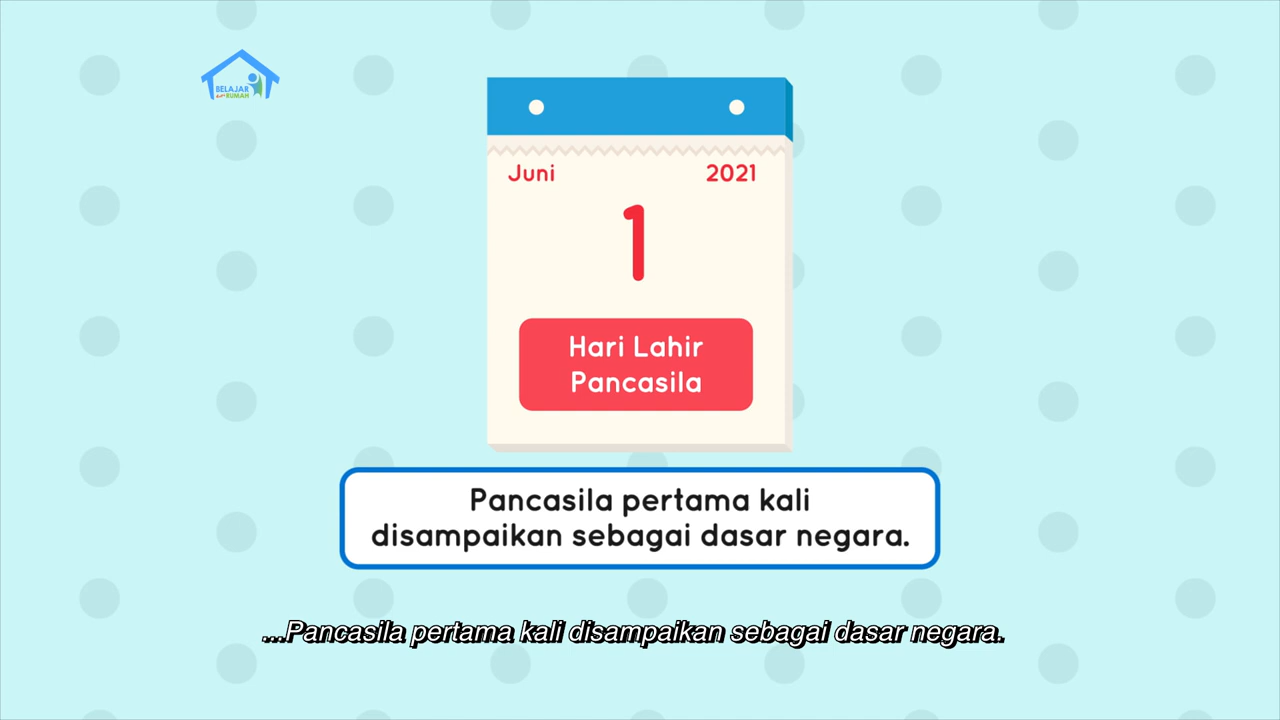 BELAJAR
dari RUMAH
Juni 2021
1
Hari Lahir
Pancasila
Pancasila pertama kali
disampaikan sebagai dasar negara.
...Pancasila pertama kali disampaikan sebagai dasar negara.